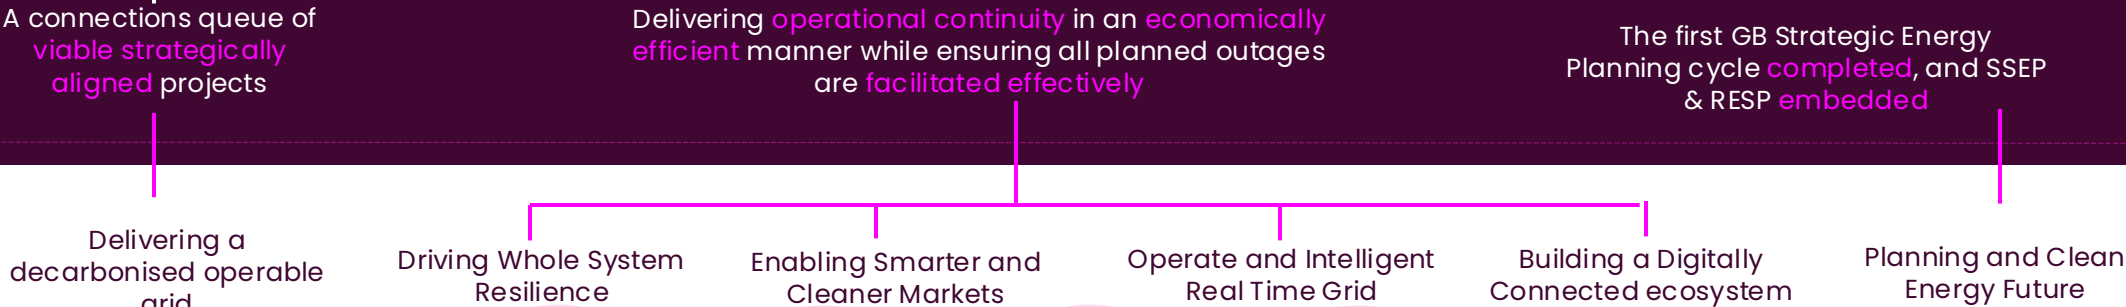 A connections queue of
viable strategically
aligned projects
Delivering operational continuity in an economically
efficient manner while ensuring all planned outages
are facilitated effectively
The first GB Strategic Energy
Planning cycle completed, and SSEP
& RESP embedded
Delivering a
decarbonised operable
grid
Driving Whole System
Resilience
Enabling Smarter and
Cleaner Markets
Operate and Intelligent
Real Time Grid
Building a Digitally
Connected ecosystem
Planning and Clean
Energy Future